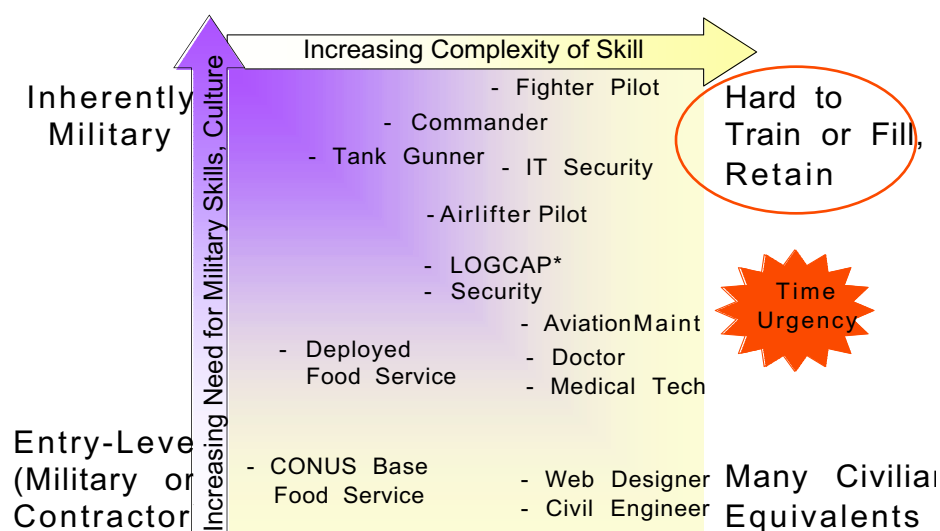 Increasing Complexity of Skill
Increasing Need for Military Skills, Culture
Inherently
Military
- Fighter Pilot
- Commander
- Tank Gunner
- IT Security
- Airlifter Pilot
Hard to
Train or Fill,
Retain
- LOGCAP*
- Security
Time
Urgency
- AviationMaint
- Deployed
Food Service
- Doctor
- Medical Tech
Entry-Leve
(Military or
Contractor
- CONUS Base
Food Service
- Web Designer
- Civil Engineer
Many Civilian
Equivalents